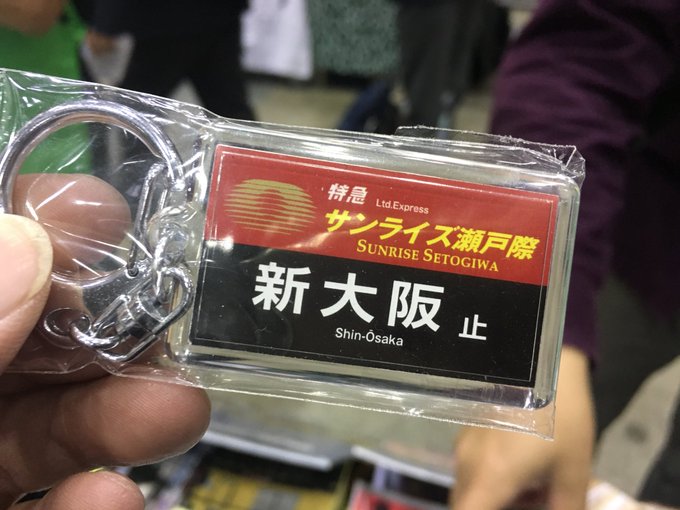 特急 Ltd.Express
サンライズ瀬戸際
SUNRISE SETOGIWA
新大阪 止
Shin-Ōsaka